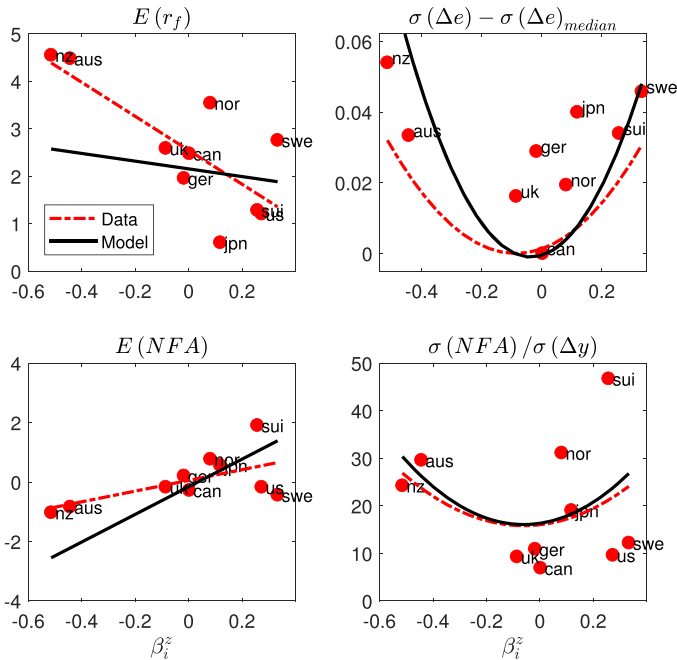 E (r_f)
5
4
3
2
1
0
nz
aus
nor
uk
can
swe
ger
sui
us
jpn
Data
Model
-0.6 -0.4 -0.2 0 0.2
σ (Δe) − σ (Δe)_median
0.06
0.04
0.02
0
nz
swe
jpn
aus
sui
ger
nor
uk
can
-0.4 -0.2 0 0.2
E (NFA)
4
2
0
-2
-4
sui
nor
jpn
ger
uk
can
us
swe
aus
nz
-0.6 -0.4 -0.2 0 0.2
β_i^z
σ (NFA) /σ (Δy)
50
40
30
20
10
0
sui
nor
aus
nz
jpn
swe
ger
uk
us
can
-0.6 -0.4 -0.2 0 0.2
β_i^z